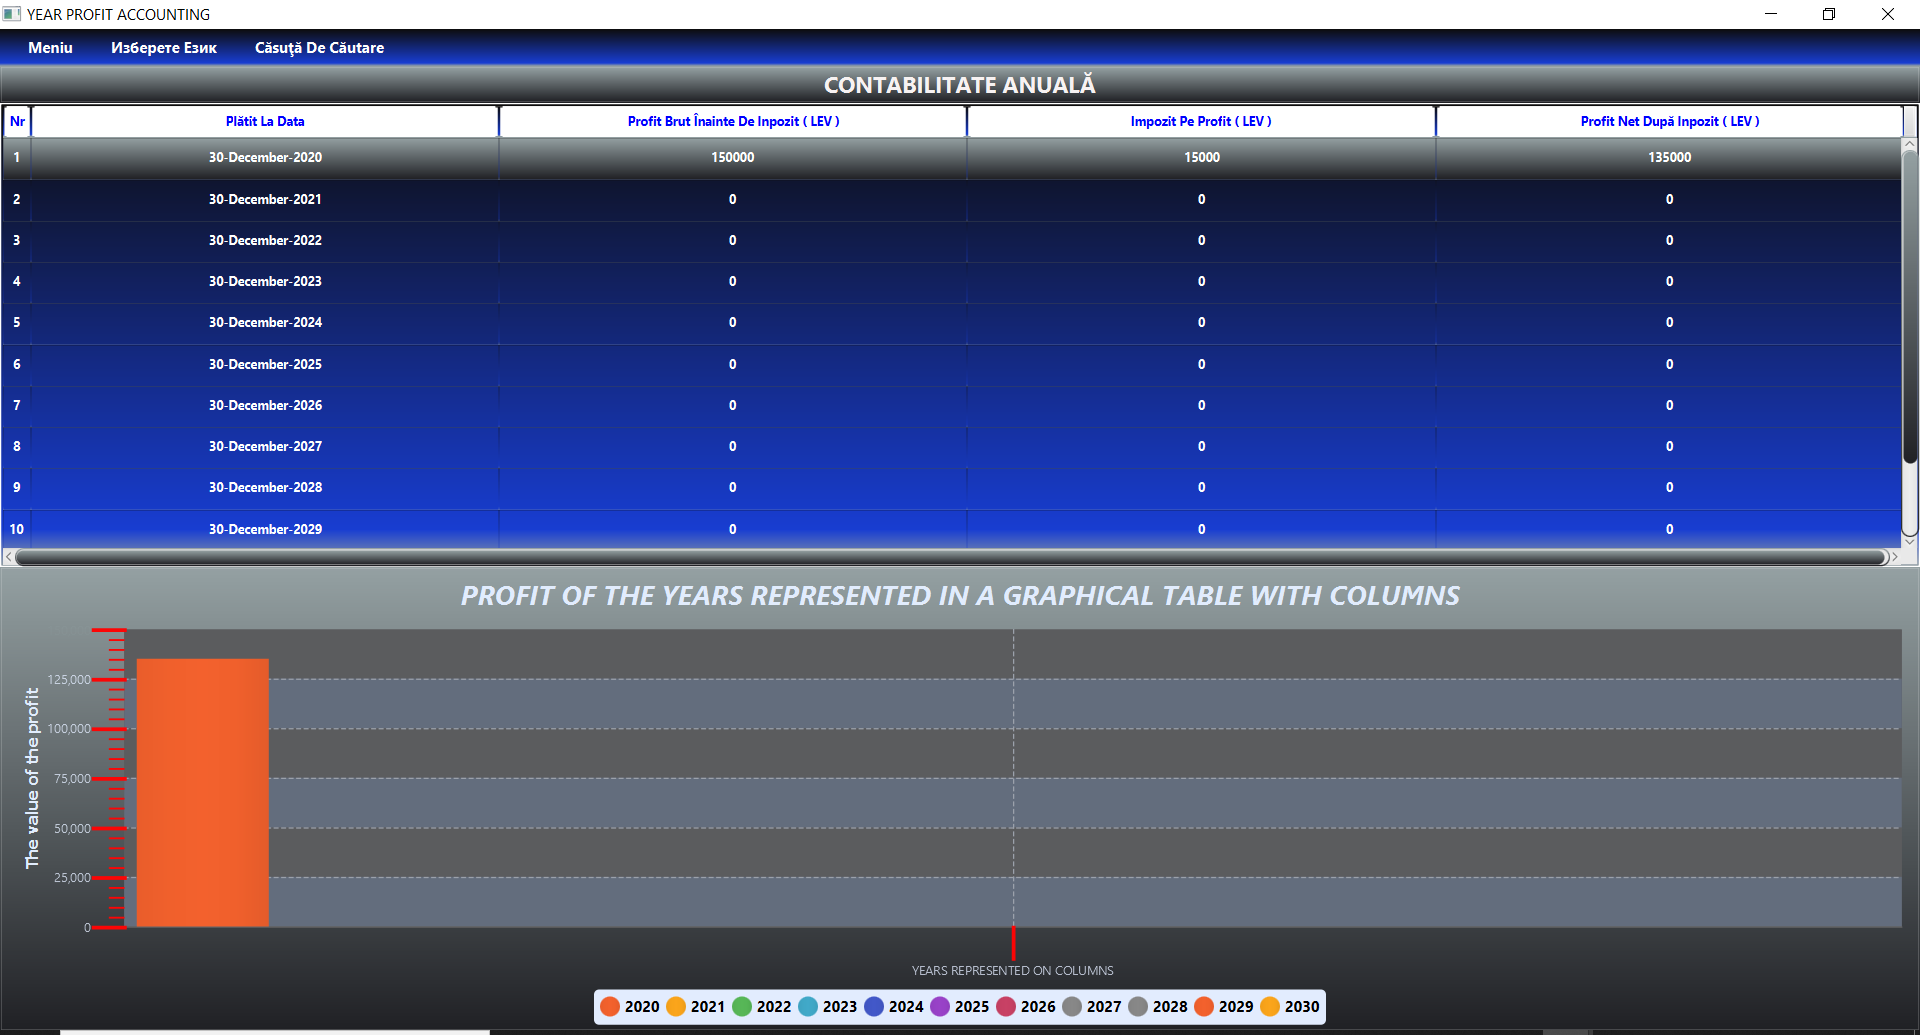 YEAR PROFIT ACCOUNTING
Meniu Изберете Език Căsuţă De Căutare
CONTABILITATE ANUALĂ
Nr Plătit La Data Profit Brut Înainte De Inpozit ( LEV ) Impozit Pe Profit ( LEV ) Profit Net După Inpozit ( LEV )
1 30-December-2020 150000 15000 135000
2 30-December-2021 0 0 0
3 30-December-2022 0 0 0
4 30-December-2023 0 0 0
5 30-December-2024 0 0 0
6 30-December-2025 0 0 0
7 30-December-2026 0 0 0
8 30-December-2027 0 0 0
9 30-December-2028 0 0 0
10 30-December-2029 0 0 0
PROFIT OF THE YEARS REPRESENTED IN A GRAPHICAL TABLE WITH COLUMNS
The value of the profit
125,000
100,000
75,000
50,000
25,000
0
YEARS REPRESENTED ON COLUMNS
2020 2021 2022 2023 2024 2025 2026 2027 2028 2029 2030